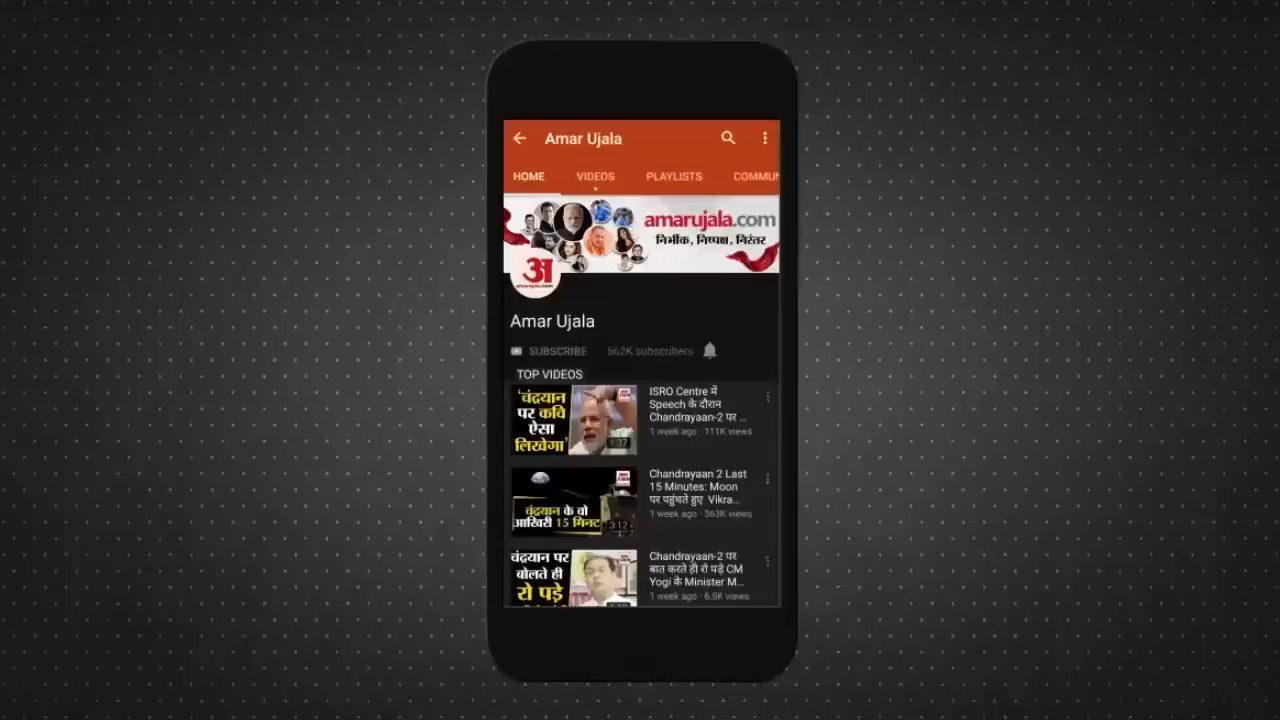 Amar Ujala
HOME VIDEOS PLAYLISTS COMMUN
amarujala.com
निर्भीक, निष्पक्ष, निरंतर
अ
amarujala.com
Amar Ujala
SUBSCRIBE 562K subscribers
TOP VIDEOS
'चंद्रयान
पर कवि
ऐसा
लिखेगा'
1:37
ISRO Centre में
Speech के दौरान
Chandrayaan-2 पर ...
1 week ago · 111K views
चंद्रयान के वो
आखिरी 15 मिनट
3:12
Chandrayaan 2 Last
15 Minutes: Moon
पर पहुंचते हुए Vikra...
1 week ago · 363K views
चंद्रयान पर
बोलते ही
रो पड़े
Chandrayaan-2 पर
बात करते ही रो पड़े CM
Yogi के Minister M...
1 week ago · 6.5K views